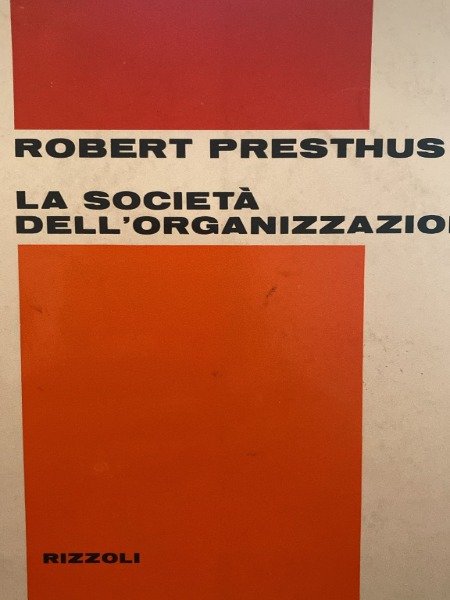 ROBERT PRESTHUS
LA SOCIETÀ
DELL'ORGANIZZAZIO
RIZZOLI